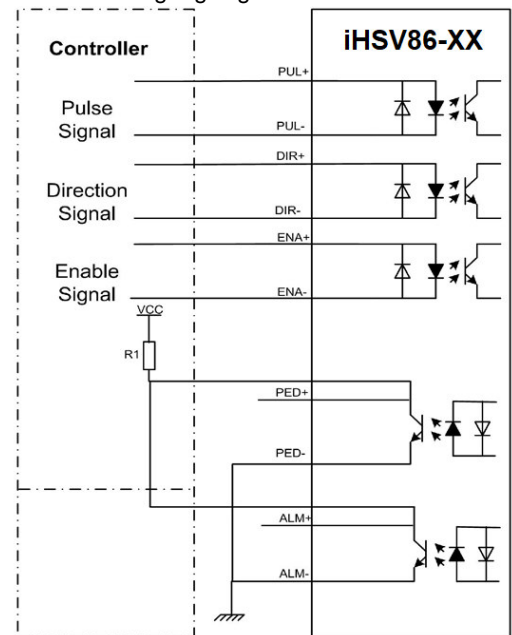 Controller
iHSV86-XX
PUL+
Pulse
Signal
PUL-
DIR+
Direction
Signal
DIR-
ENA+
Enable
Signal
ENA-
VCC
R1
PED+
PED-
ALM+
ALM-